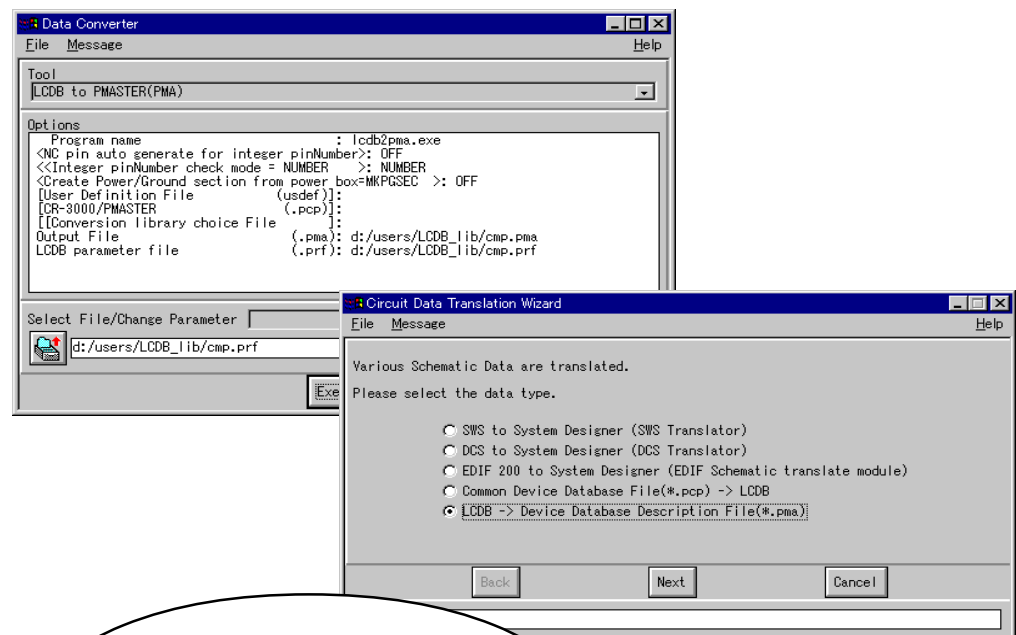 Data Converter
File Message Help
Tool
LCDB to PMASTER(PMA)
Options
Program name : lcdb2pma.exe
<NC pin auto generate for integer pinNumber>: OFF
<<Integer pinNumber check mode = NUMBER >: NUMBER
<Create Power/Ground section from power box=MKPGSEC >: OFF
[User Definition File (usdef)]:
[CR-3000/PMASTER (.pcp)]:
[[Conversion library choice File ]:
Output File (.pma): d:/users/LCDB_lib/cmp.pma
LCDB parameter file (.prf): d:/users/LCDB_lib/cmp.prf
Select File/Change Parameter
d:/users/LCDB_lib/cmp.prf
Exe
Circuit Data Translation Wizard
File Message Help
Various Schematic Data are translated.
Please select the data type.
SWS to System Designer (SWS Translator)
DCS to System Designer (DCS Translator)
EDIF 200 to System Designer (EDIF Schematic translate module)
Common Device Database File(*.pcp) -> LCDB
LCDB -> Device Database Description File(*.pma)
Back Next Cancel